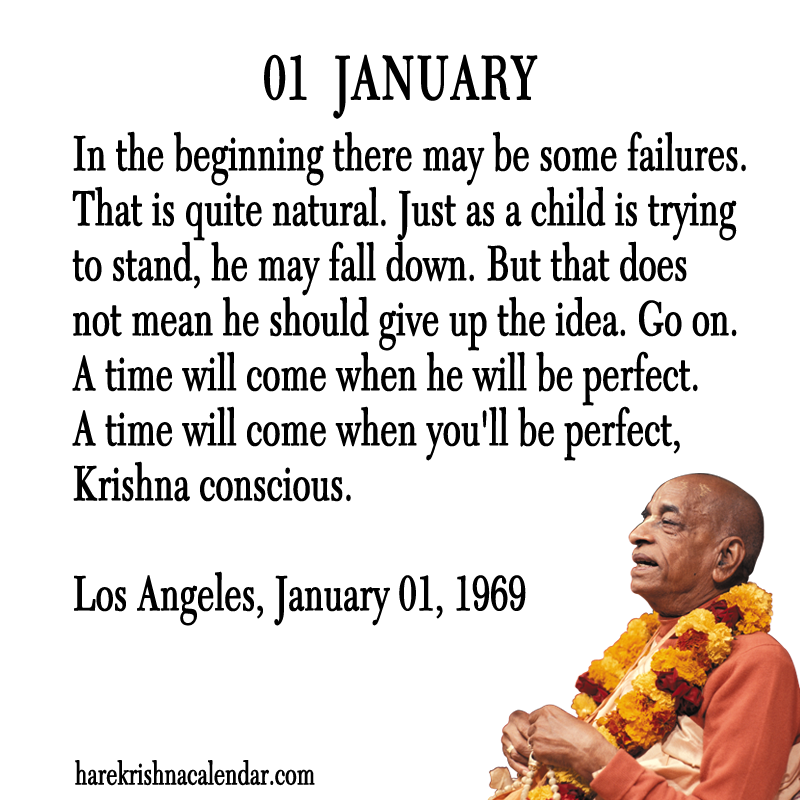 01 JANUARY
In the beginning there may be some failures.
That is quite natural. Just as a child is trying
to stand, he may fall down. But that does
not mean he should give up the idea. Go on.
A time will come when he will be perfect.
A time will come when you'll be perfect,
Krishna conscious.
Los Angeles, January 01, 1969
harekrishnacalendar.com